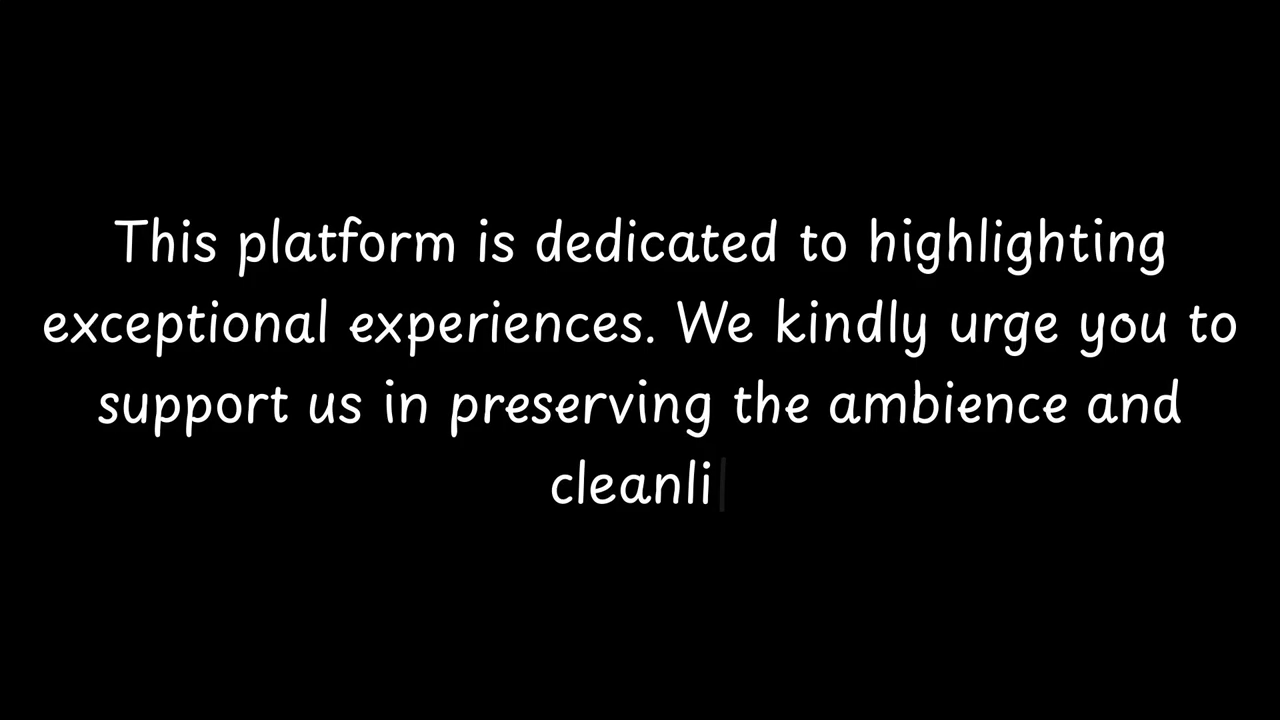 This platform is dedicated to highlighting
exceptional experiences. We kindly urge you to
support us in preserving the ambience and
cleanli